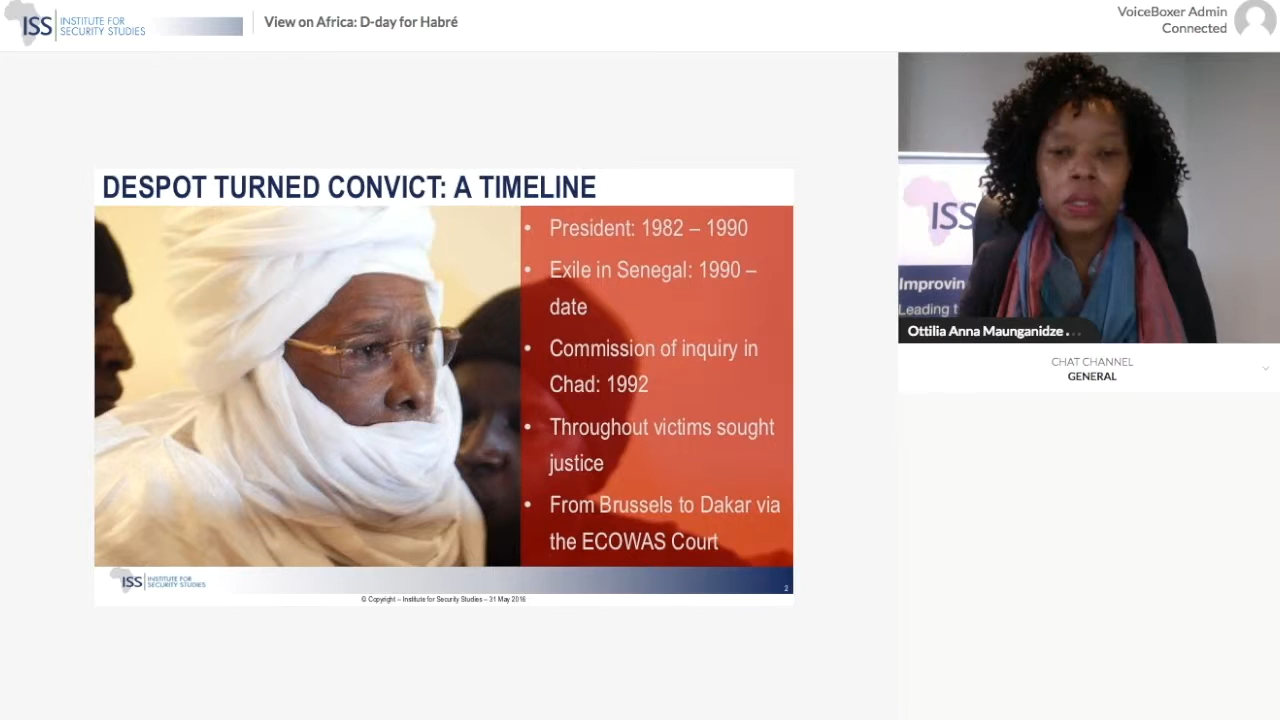 ISS
INSTITUTE FOR
SECURITY STUDIES
View on Africa: D-day for Habré
VoiceBoxer Admin
Connected
DESPOT TURNED CONVICT: A TIMELINE
• President: 1982 – 1990
• Exile in Senegal: 1990 –
date
• Commission of inquiry in
Chad: 1992
• Throughout victims sought
justice
• From Brussels to Dakar via
the ECOWAS Court
ISS
INSTITUTE FOR
SECURITY STUDIES
2
© Copyright – Institute for Security Studies – 31 May 2016
ISS
Improvin
Leading t
Ottilia Anna Maunganidze . . .
CHAT CHANNEL
GENERAL